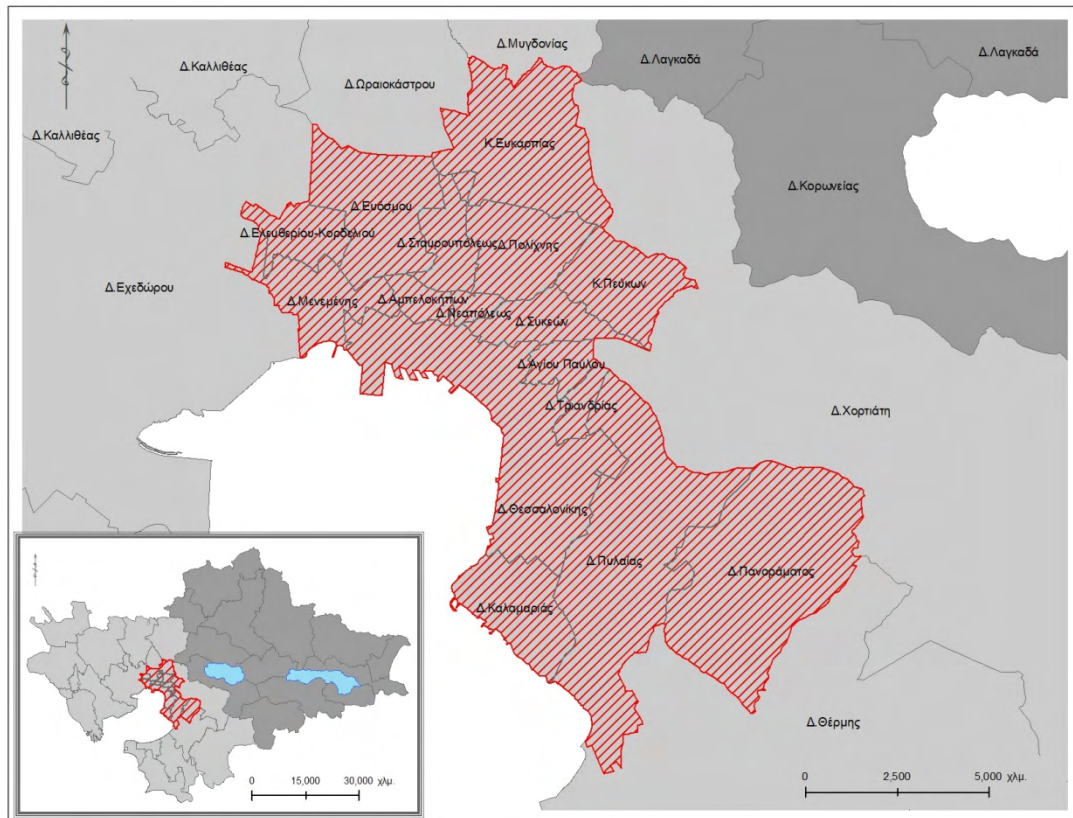 Δ.Μυγδονίας
Δ.Λαγκαδά
Δ.Λαγκαδά
Δ.Καλλιθέας
Δ.Ωραιοκάστρου
Δ.Καλλιθέας
Κ.Ευκαρπίας
Δ.Κορωνείας
Δ.Ευόσμου
Δ.Ελευθερίου-Κορδελιού
Δ.Σταυρουπόλεως
Δ.Πολίχνης
Δ.Εχεδώρου
Κ.Πεύκων
Δ.Μενεμένης
Δ.Αμπελοκήπων
Δ.Νεαπόλεως
Δ.Συκεών
Δ.Αγίου Παύλου
Δ.Τριανδρίας
Δ.Χορτιάτη
Δ.Θεσσαλονίκης
Δ.Πυλαίας
Δ.Πανοράματος
Δ.Καλαμαριάς
Δ.Θέρμης
0 15,000 30,000 χλμ.
0 2,500 5,000 χλμ.